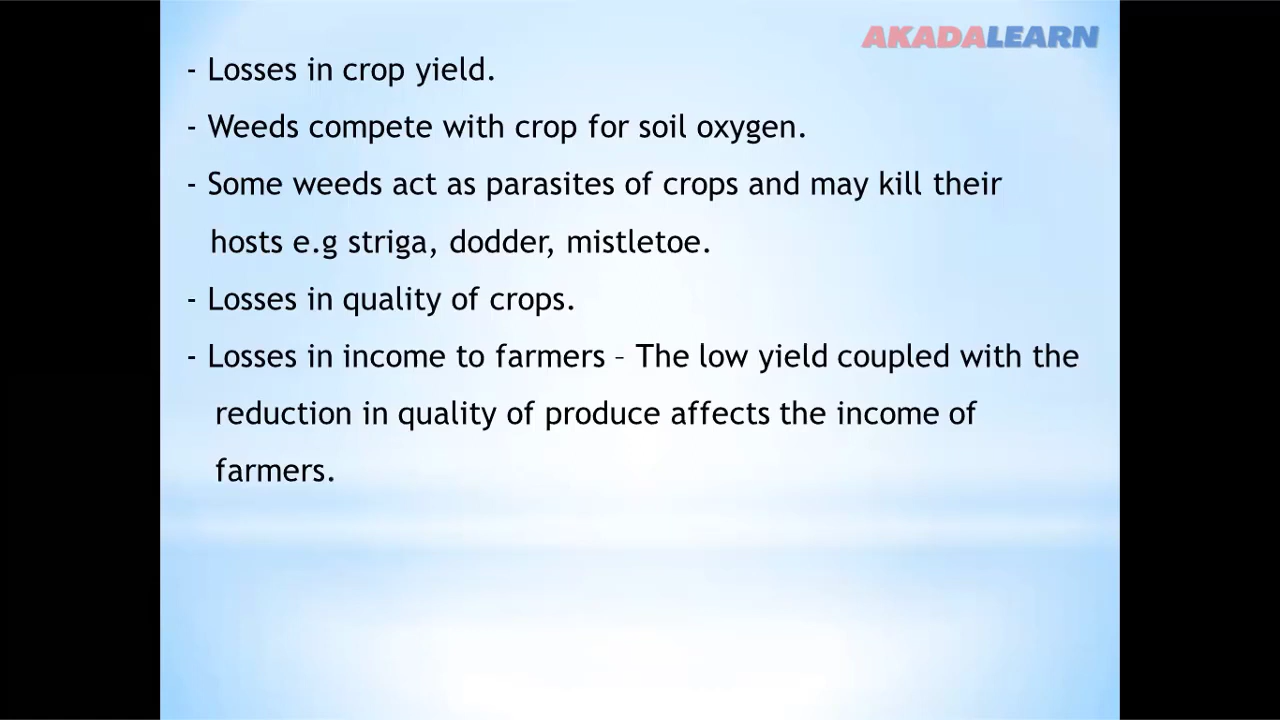 AKADALEARN
- Losses in crop yield.
- Weeds compete with crop for soil oxygen.
- Some weeds act as parasites of crops and may kill their
hosts e.g striga, dodder, mistletoe.
- Losses in quality of crops.
- Losses in income to farmers – The low yield coupled with the
reduction in quality of produce affects the income of
farmers.